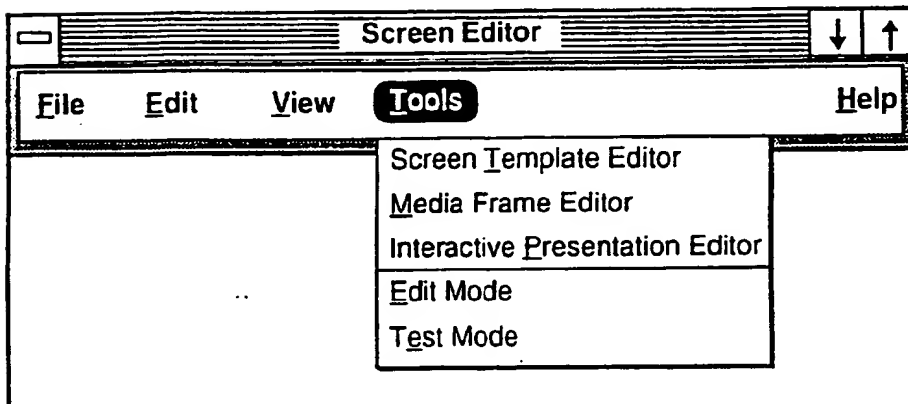 Screen Editor
File Edit View Tools Help
Screen Template Editor
Media Frame Editor
Interactive Presentation Editor
Edit Mode
Test Mode